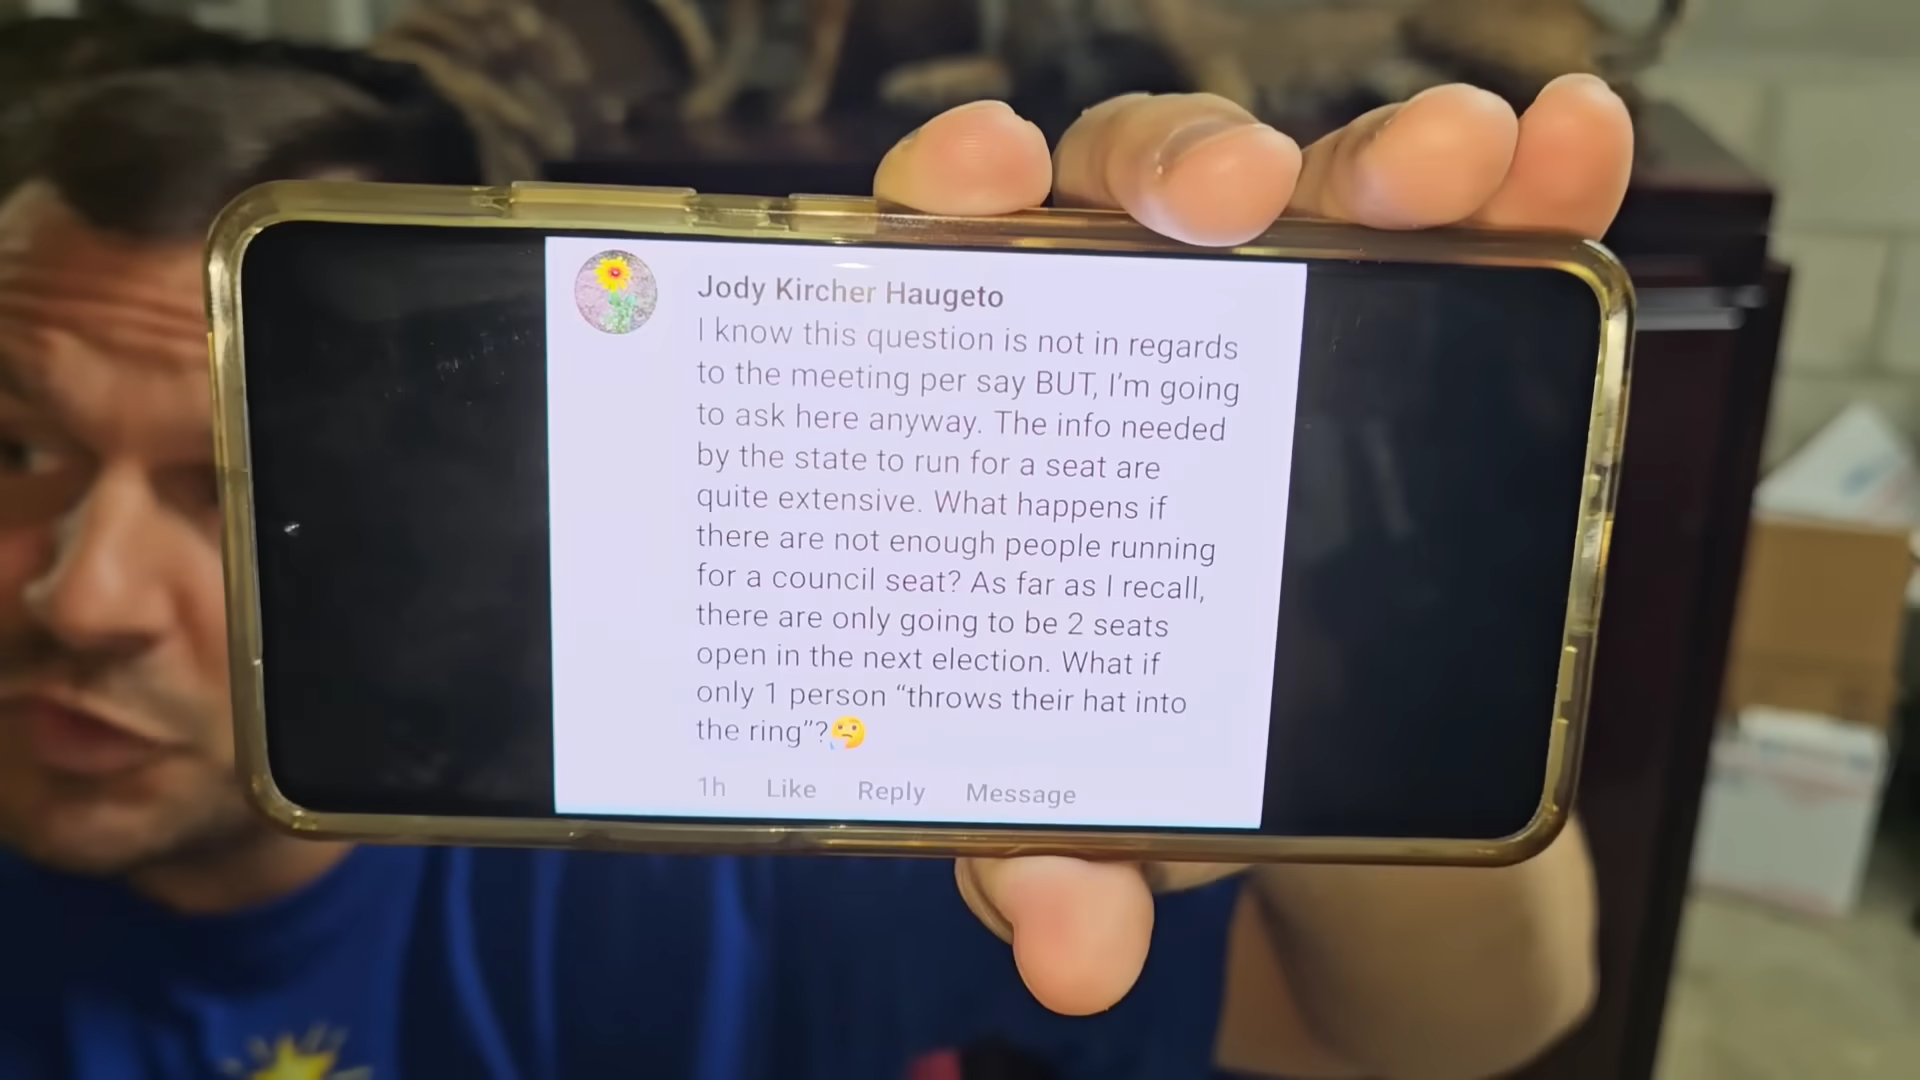 Jody Kircher Haugeto
I know this question is not in regards
to the meeting per say BUT, I'm going
to ask here anyway. The info needed
by the state to run for a seat are
quite extensive. What happens if
there are not enough people running
for a council seat? As far as I recall,
there are only going to be 2 seats
open in the next election. What if
only 1 person “throws their hat into
the ring”?🤔
1h Like Reply Message